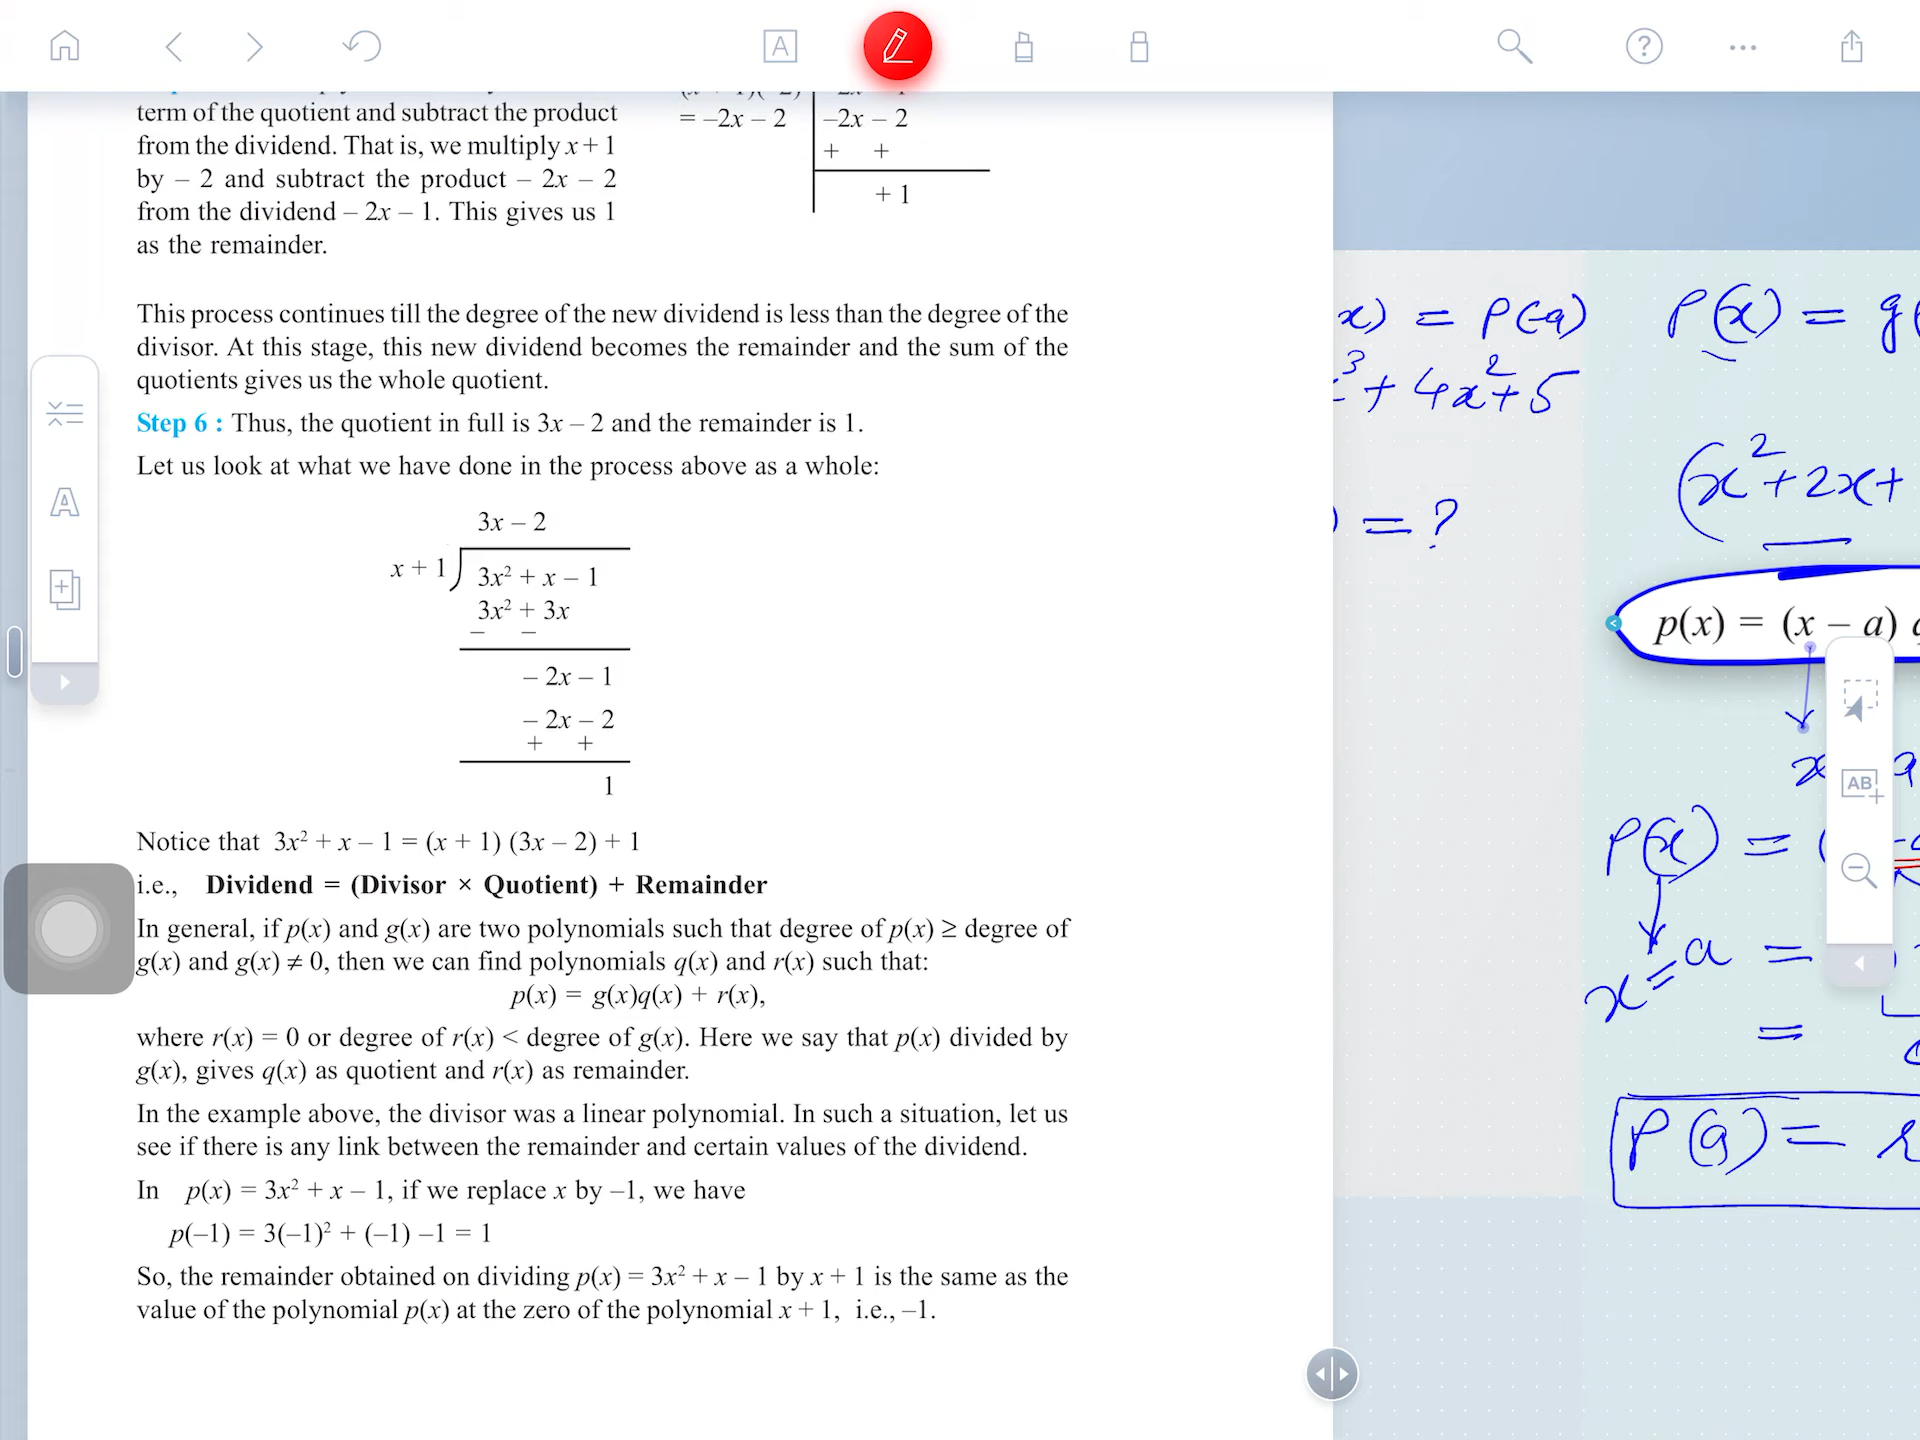 term of the quotient and subtract the product
from the dividend. That is, we multiply x + 1
by – 2 and subtract the product – 2x – 2
from the dividend – 2x – 1. This gives us 1
as the remainder.
= –2x – 2
–2x – 2
+ +
+ 1
This process continues till the degree of the new dividend is less than the degree of the
divisor. At this stage, this new dividend becomes the remainder and the sum of the
quotients gives us the whole quotient.
Step 6 : Thus, the quotient in full is 3x – 2 and the remainder is 1.
Let us look at what we have done in the process above as a whole:
3x – 2
x + 1
3x² + x – 1
3x² + 3x
– –
– 2x – 1
– 2x – 2
+ +
1
Notice that 3x² + x – 1 = (x + 1) (3x – 2) + 1
i.e., Dividend = (Divisor × Quotient) + Remainder
In general, if p(x) and g(x) are two polynomials such that degree of p(x) ≥ degree of
g(x) and g(x) ≠ 0, then we can find polynomials q(x) and r(x) such that:
p(x) = g(x)q(x) + r(x),
where r(x) = 0 or degree of r(x) < degree of g(x). Here we say that p(x) divided by
g(x), gives q(x) as quotient and r(x) as remainder.
In the example above, the divisor was a linear polynomial. In such a situation, let us
see if there is any link between the remainder and certain values of the dividend.
In p(x) = 3x² + x – 1, if we replace x by –1, we have
p(–1) = 3(–1)² + (–1) –1 = 1
So, the remainder obtained on dividing p(x) = 3x² + x – 1 by x + 1 is the same as the
value of the polynomial p(x) at the zero of the polynomial x + 1, i.e., –1.
x) = P(-a)
³ + 4x² + 5
) = ?
P(x) = g(
(x² + 2x +
p(x) = (x – a)
x a
P(x) = (
x = a =
=
P(a) = r
A
A
AB